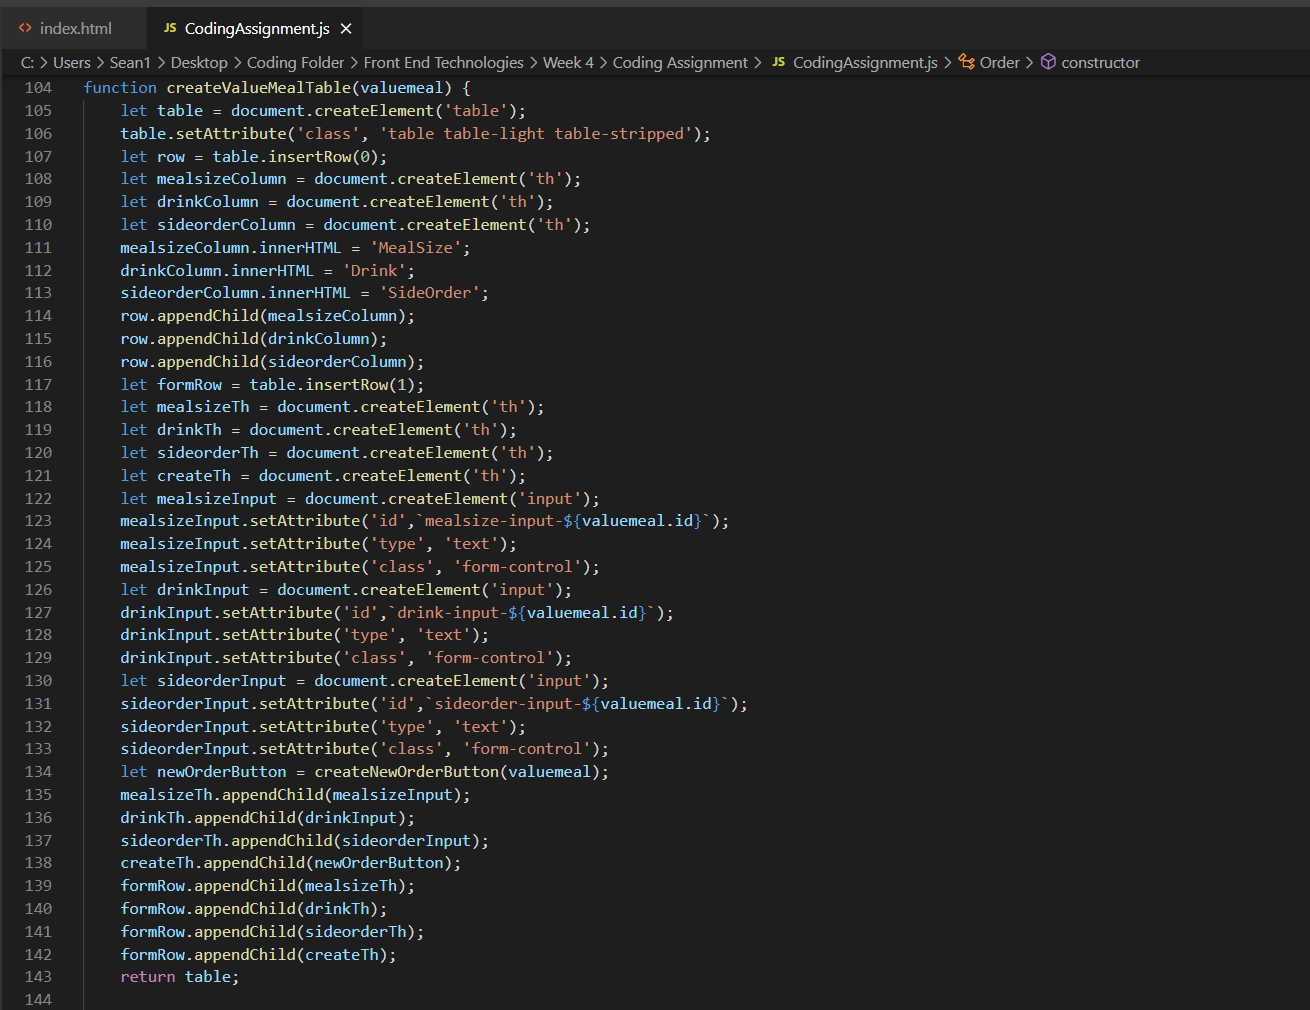 <> index.html JS CodingAssignment.js ×
C: > Users > Sean1 > Desktop > Coding Folder > Front End Technologies > Week 4 > Coding Assignment > JS CodingAssignment.js > Order > constructor
104 function createValueMealTable(valuemeal) {
105 let table = document.createElement('table');
106 table.setAttribute('class', 'table table-light table-stripped');
107 let row = table.insertRow(0);
108 let mealsizeColumn = document.createElement('th');
109 let drinkColumn = document.createElement('th');
110 let sideorderColumn = document.createElement('th');
111 mealsizeColumn.innerHTML = 'MealSize';
112 drinkColumn.innerHTML = 'Drink';
113 sideorderColumn.innerHTML = 'SideOrder';
114 row.appendChild(mealsizeColumn);
115 row.appendChild(drinkColumn);
116 row.appendChild(sideorderColumn);
117 let formRow = table.insertRow(1);
118 let mealsizeTh = document.createElement('th');
119 let drinkTh = document.createElement('th');
120 let sideorderTh = document.createElement('th');
121 let createTh = document.createElement('th');
122 let mealsizeInput = document.createElement('input');
123 mealsizeInput.setAttribute('id',`mealsize-input-${valuemeal.id}`);
124 mealsizeInput.setAttribute('type', 'text');
125 mealsizeInput.setAttribute('class', 'form-control');
126 let drinkInput = document.createElement('input');
127 drinkInput.setAttribute('id',`drink-input-${valuemeal.id}`);
128 drinkInput.setAttribute('type', 'text');
129 drinkInput.setAttribute('class', 'form-control');
130 let sideorderInput = document.createElement('input');
131 sideorderInput.setAttribute('id',`sideorder-input-${valuemeal.id}`);
132 sideorderInput.setAttribute('type', 'text');
133 sideorderInput.setAttribute('class', 'form-control');
134 let newOrderButton = createNewOrderButton(valuemeal);
135 mealsizeTh.appendChild(mealsizeInput);
136 drinkTh.appendChild(drinkInput);
137 sideorderTh.appendChild(sideorderInput);
138 createTh.appendChild(newOrderButton);
139 formRow.appendChild(mealsizeTh);
140 formRow.appendChild(drinkTh);
141 formRow.appendChild(sideorderTh);
142 formRow.appendChild(createTh);
143 return table;
144